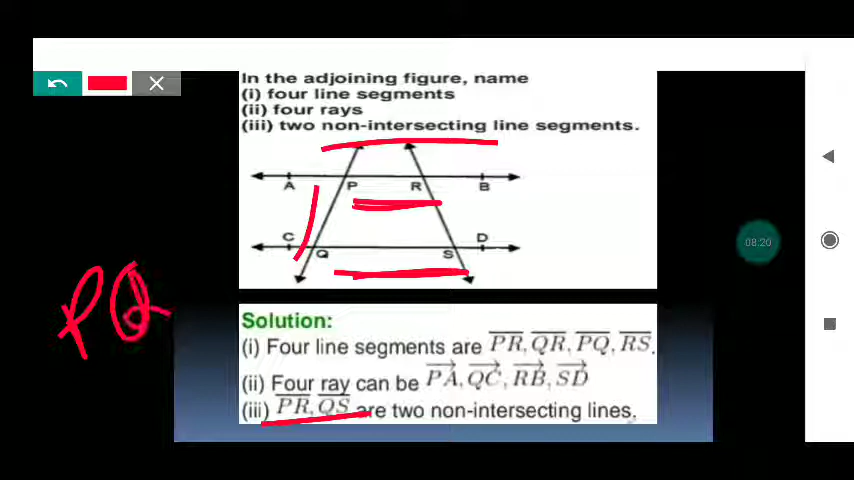 In the adjoining figure, name
(i) four line segments
(ii) four rays
(iii) two non-intersecting line segments.
A P R B
C Q S D
08:20
PQ
Solution:
(i) Four line segments are PR, QR, PQ, RS.
(ii) Four ray can be PA, QC, RB, SD
(iii) PR, QS are two non-intersecting lines.